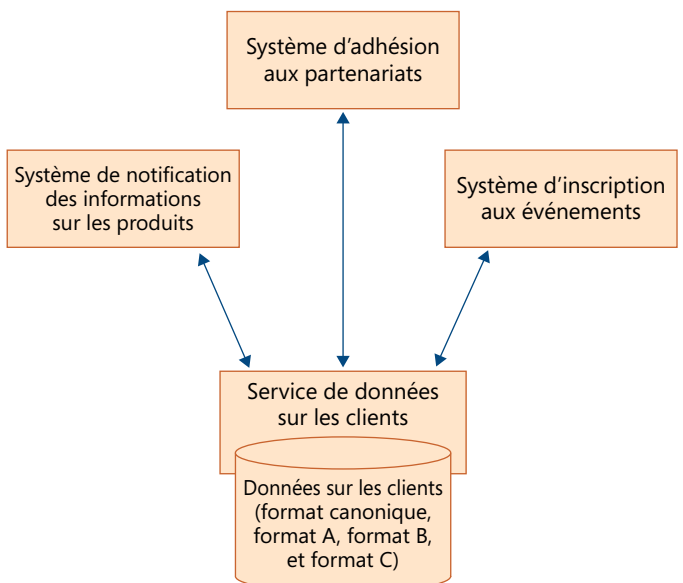 Système d’adhésion
aux partenariats
Système de notification
des informations
sur les produits
Système d’inscription
aux événements
Service de données
sur les clients
Données sur les clients
(format canonique,
format A, format B,
et format C)